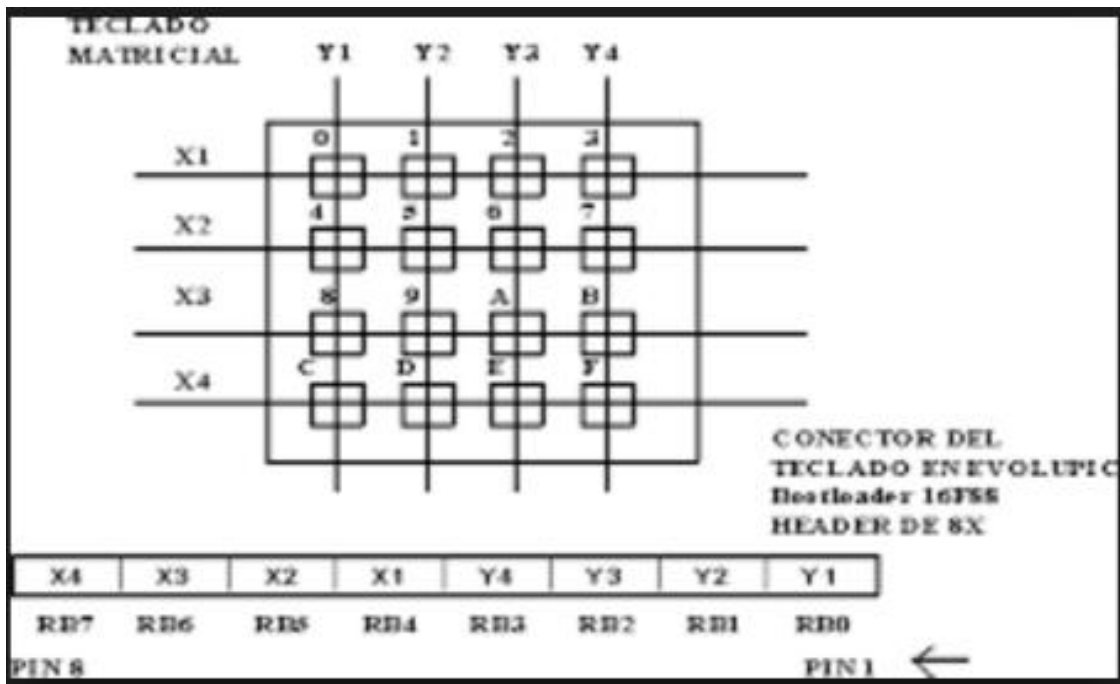 TECLADO
MATRICIAL
Y1 Y2 Y3 Y4
0 1 2 3
X1
4 5 6 7
X2
8 9 A B
X3
C D E F
X4
CONECTOR DEL
TECLADO EN EVOLUPIC
Bootloader 16F88
HEADER DE 8X
X4 X3 X2 X1 Y4 Y3 Y2 Y1
RB7 RB6 RB5 RB4 RB3 RB2 RB1 RB0
PIN 8 PIN 1